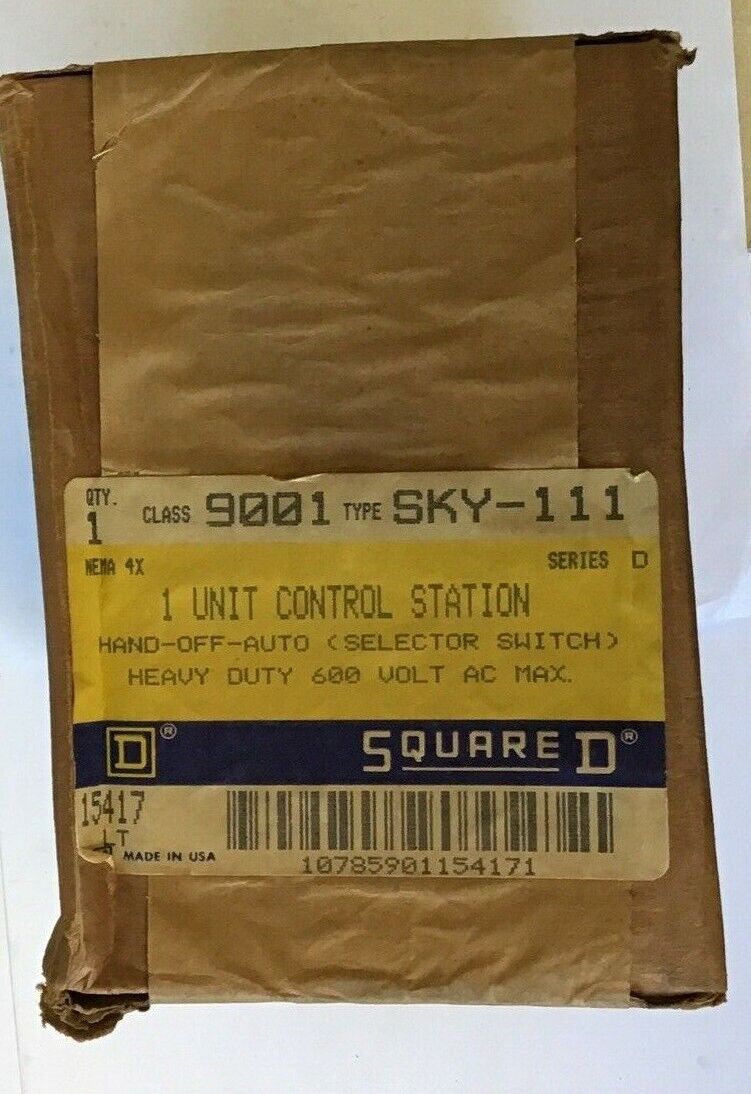 QTY.
1 CLASS 9001 TYPE SKY-111
NEMA 4X SERIES D
1 UNIT CONTROL STATION
HAND-OFF-AUTO (SELECTOR SWITCH)
HEAVY DUTY 600 VOLT AC MAX.
D® SQUARE D®
15417
LT MADE IN USA
10785901154171